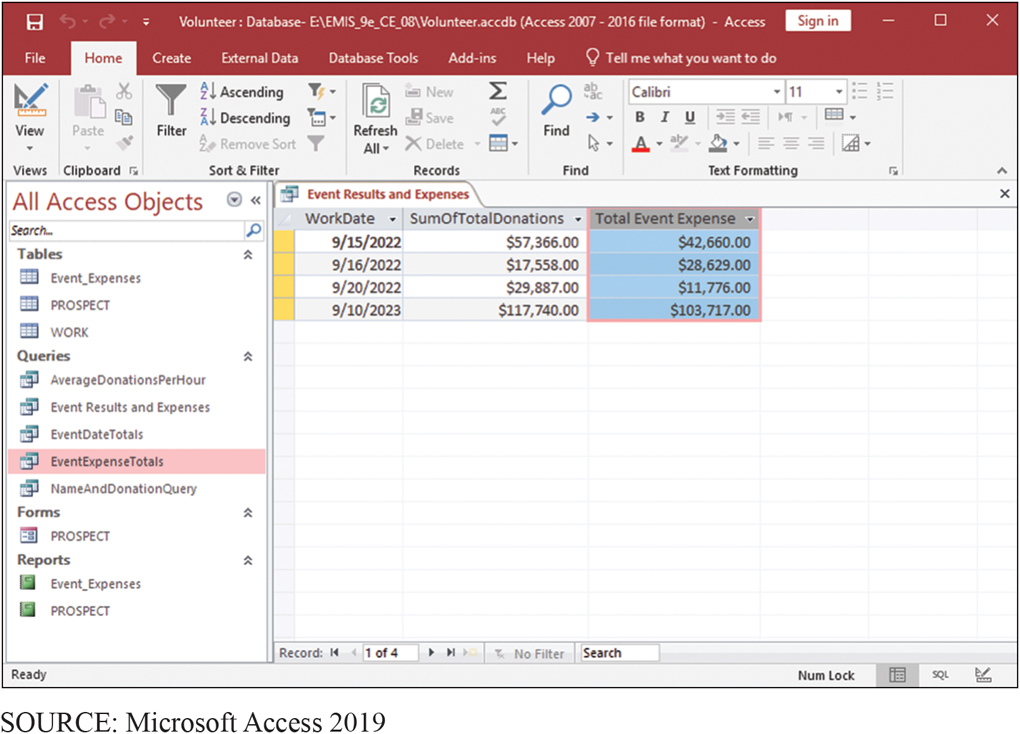 Volunteer : Database- E:\EMIS_9e_CE_08\Volunteer.accdb (Access 2007 - 2016 file format) - Access Sign in
File Home Create External Data Database Tools Add-ins Help Tell me what you want to do
View
Views
Paste
Clipboard
Filter
Ascending
Descending
Remove Sort
Sort & Filter
Refresh
All
New
Save
Delete
Records
Find
Find
Calibri 11
B I U
A
Text Formatting
All Access Objects
Search...
Tables
Event_Expenses
PROSPECT
WORK
Queries
AverageDonationsPerHour
Event Results and Expenses
EventDateTotals
EventExpenseTotals
NameAndDonationQuery
Forms
PROSPECT
Reports
Event_Expenses
PROSPECT
Event Results and Expenses
WorkDate SumOfTotalDonations Total Event Expense
9/15/2022 $57,366.00 $42,660.00
9/16/2022 $17,558.00 $28,629.00
9/20/2022 $29,887.00 $11,776.00
9/10/2023 $117,740.00 $103,717.00
Record: 1 of 4 No Filter Search
Ready Num Lock SQL
SOURCE: Microsoft Access 2019